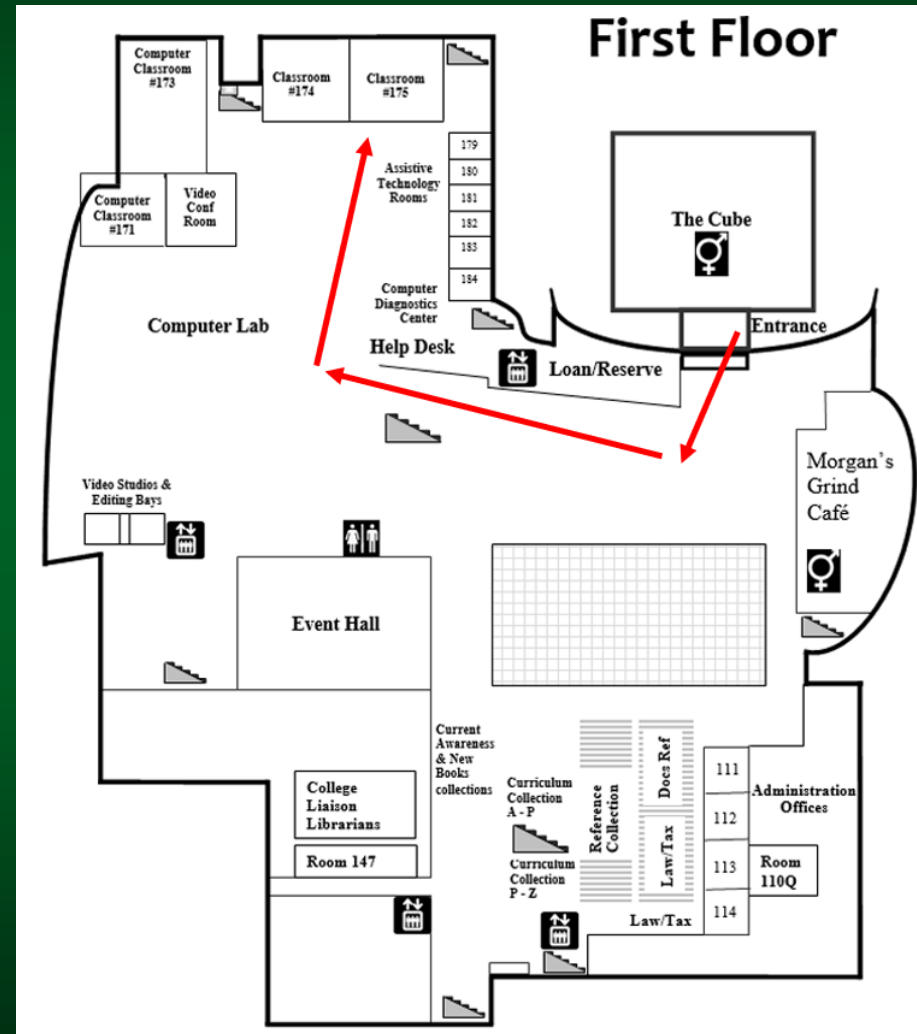 First Floor
Computer
Classroom
#173
Classroom
#174
Classroom
#175
179
180
181
182
183
184
Assistive
Technology
Rooms
The Cube
Computer
Classroom
#171
Video
Conf
Room
Computer
Diagnostics
Center
Entrance
Computer Lab
Help Desk
Loan/Reserve
Morgan's
Grind
Café
Video Studios &
Editing Bays
Event Hall
Current
Awareness
& New
Books
collections
College
Liaison
Librarians
Room 147
Curriculum
Collection
A - P
Curriculum
Collection
P - Z
Reference
Collection
Docs Ref
Law/Tax
Law/Tax
111
112
113
114
Administration
Offices
Room
110Q